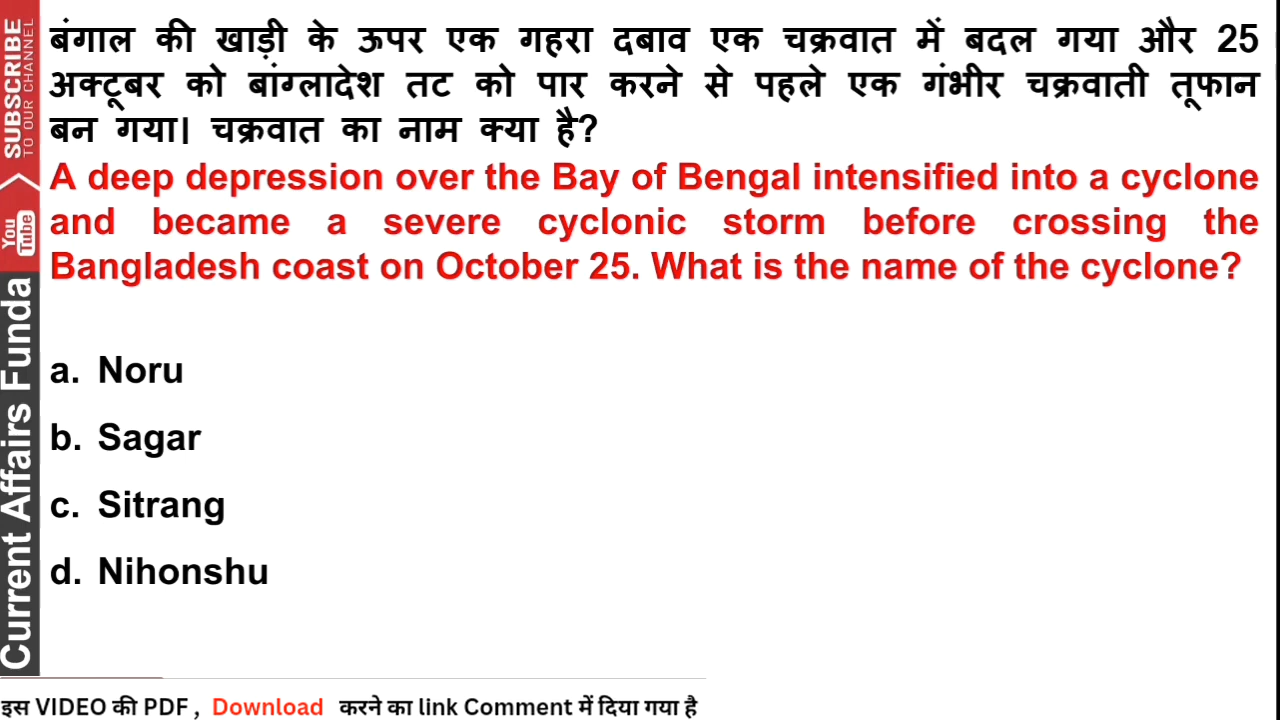 बंगाल की खाड़ी के ऊपर एक गहरा दबाव एक चक्रवात में बदल गया और 25
अक्टूबर को बांग्लादेश तट को पार करने से पहले एक गंभीर चक्रवाती तूफान
बन गया। चक्रवात का नाम क्या है?
A deep depression over the Bay of Bengal intensified into a cyclone
and became a severe cyclonic storm before crossing the
Bangladesh coast on October 25. What is the name of the cyclone?
a. Noru
b. Sagar
c. Sitrang
d. Nihonshu
SUBSCRIBE
TO OUR CHANNEL
You
Tube
Current Affairs Funda
इस VIDEO की PDF , Download करने का link Comment में दिया गया है